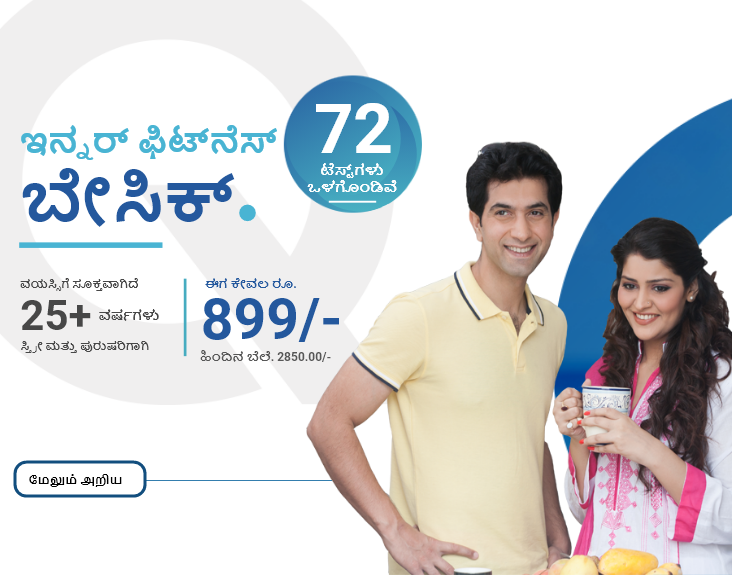 ಇನ್ನರ್ ಫಿಟ್‌ನೆಸ್
ಬೇಸಿಕ್.
72
ಟೆಸ್ಟ್‌ಗಳು
ಒಳಗೊಂಡಿವೆ
ವಯಸ್ಸಿಗೆ ಸೂಕ್ತವಾಗಿದೆ
25+ ವರ್ಷಗಳು
ಸ್ತ್ರೀ ಮತ್ತು ಪುರುಷರಿಗಾಗಿ
ಈಗ ಕೇವಲ ರೂ.
899/-
ಹಿಂದಿನ ಬೆಲೆ. 2850.00/-
மேலும் அறிய